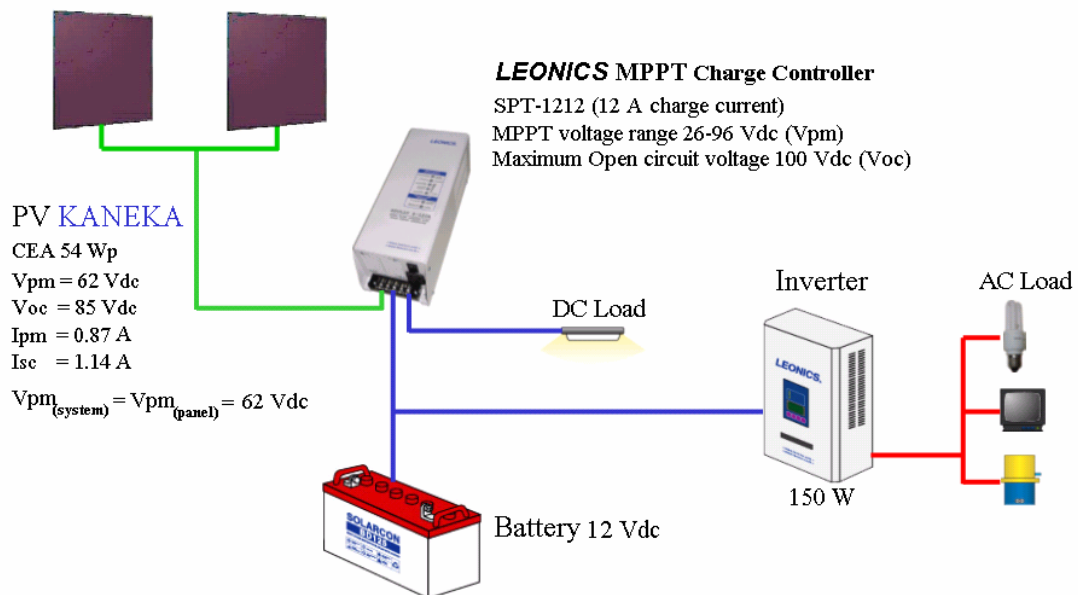 LEONICS MPPT Charge Controller
SPT-1212 (12 A charge current)
MPPT voltage range 26-96 Vdc (Vpm)
Maximum Open circuit voltage 100 Vdc (Voc)
LEONICS
PV KANEKA
CEA 54 Wp
Vpm = 62 Vdc
Voc = 85 Vdc
Ipm = 0.87 A
Isc = 1.14 A
Vpm(system) = Vpm(panel) = 62 Vdc
DC Load
Inverter
AC Load
LEONICS.
150 W
SOLARCON
Battery 12 Vdc